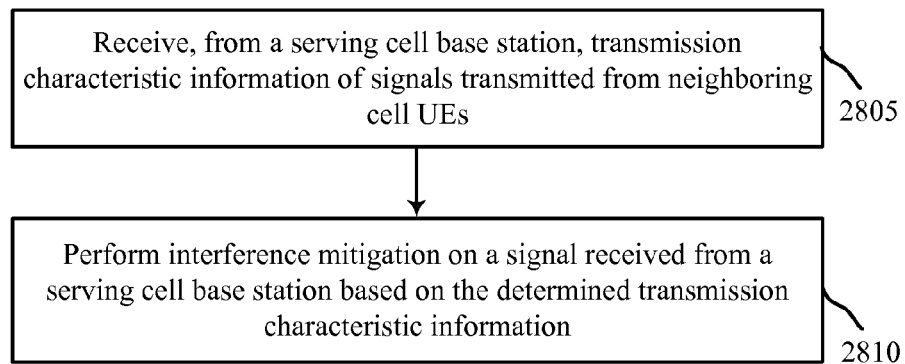 Receive, from a serving cell base station, transmission
characteristic information of signals transmitted from neighboring
cell UEs
2805
Perform interference mitigation on a signal received from a
serving cell base station based on the determined transmission
characteristic information
2810